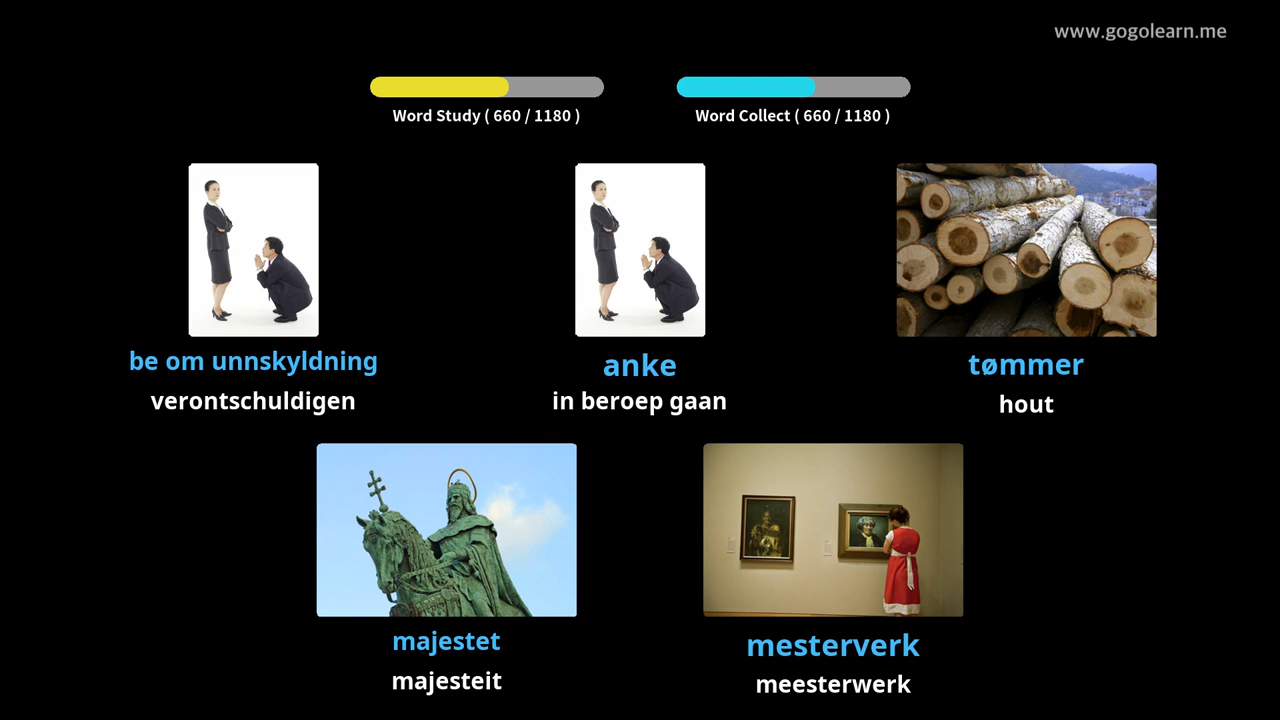 www.gogolearn.me
Word Study ( 660 / 1180 )
Word Collect ( 660 / 1180 )
be om unnskyldning
verontschuldigen
anke
in beroep gaan
tømmer
hout
majestet
majesteit
mesterverk
meesterwerk